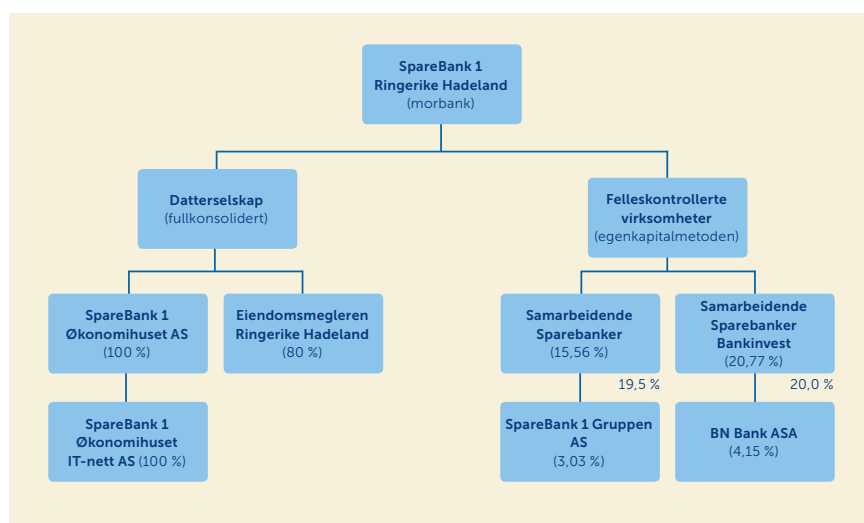 SpareBank 1
Ringerike Hadeland
(morbank)
Datterselskap
(fullkonsolidert)
Felleskontrollerte
virksomheter
(egenkapitalmetoden)
SpareBank 1
Økonomihuset AS
(100 %)
Eiendomsmegleren
Ringerike Hadeland
(80 %)
Samarbeidende
Sparebanker
(15,56 %)
Samarbeidende
Sparebanker
Bankinvest
(20,77 %)
19,5 %
20,0 %
SpareBank 1
Økonomihuset
IT-nett AS (100 %)
SpareBank 1 Gruppen
AS
(3,03 %)
BN Bank ASA
(4,15 %)